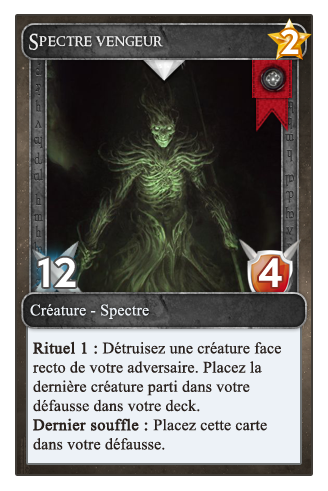 SPECTRE VENGEUR
2
12
4
Créature - Spectre
Rituel 1 : Détruisez une créature face
recto de votre adversaire. Placez la
dernière créature parti dans votre
défausse dans votre deck.
Dernier souffle : Placez cette carte
dans votre défausse.